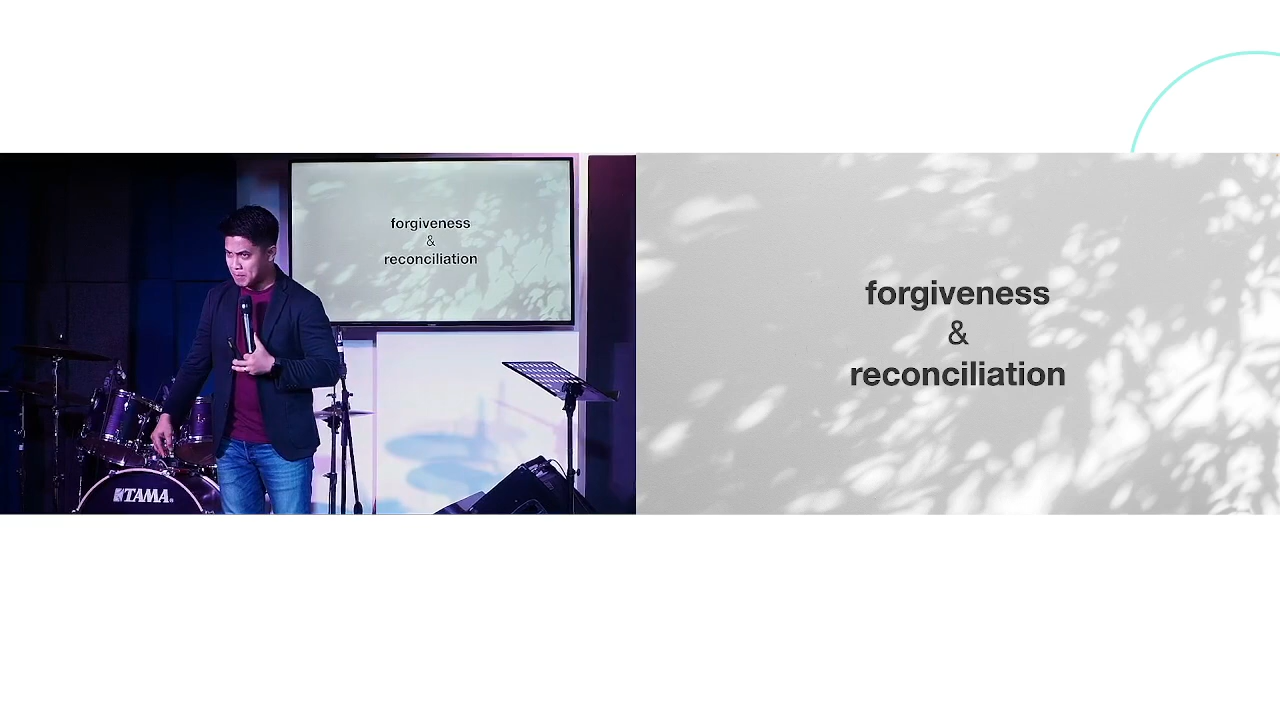 forgiveness
&
reconciliation
TAMA
forgiveness
&
reconciliation